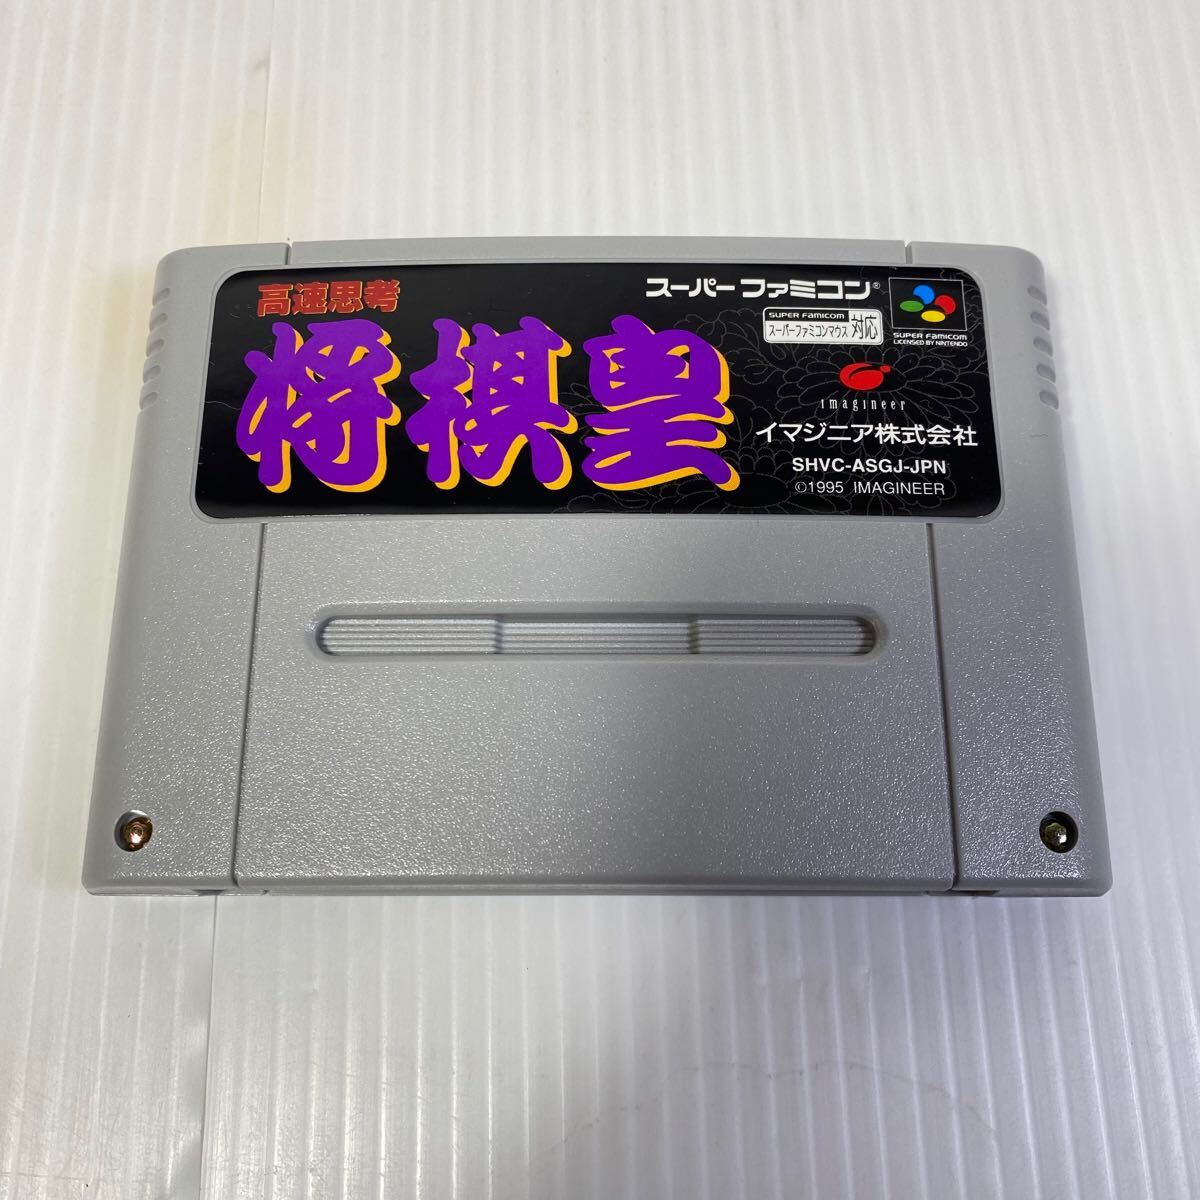 高速思考
将棋皇
スーパーファミコン®
SUPER FAMICOM
スーパーファミコンマウス 対応
SUPER FAMICOM
LICENSED BY NINTENDO
imagineer
イマジニア株式会社
SHVC-ASGJ-JPN
©1995 IMAGINEER